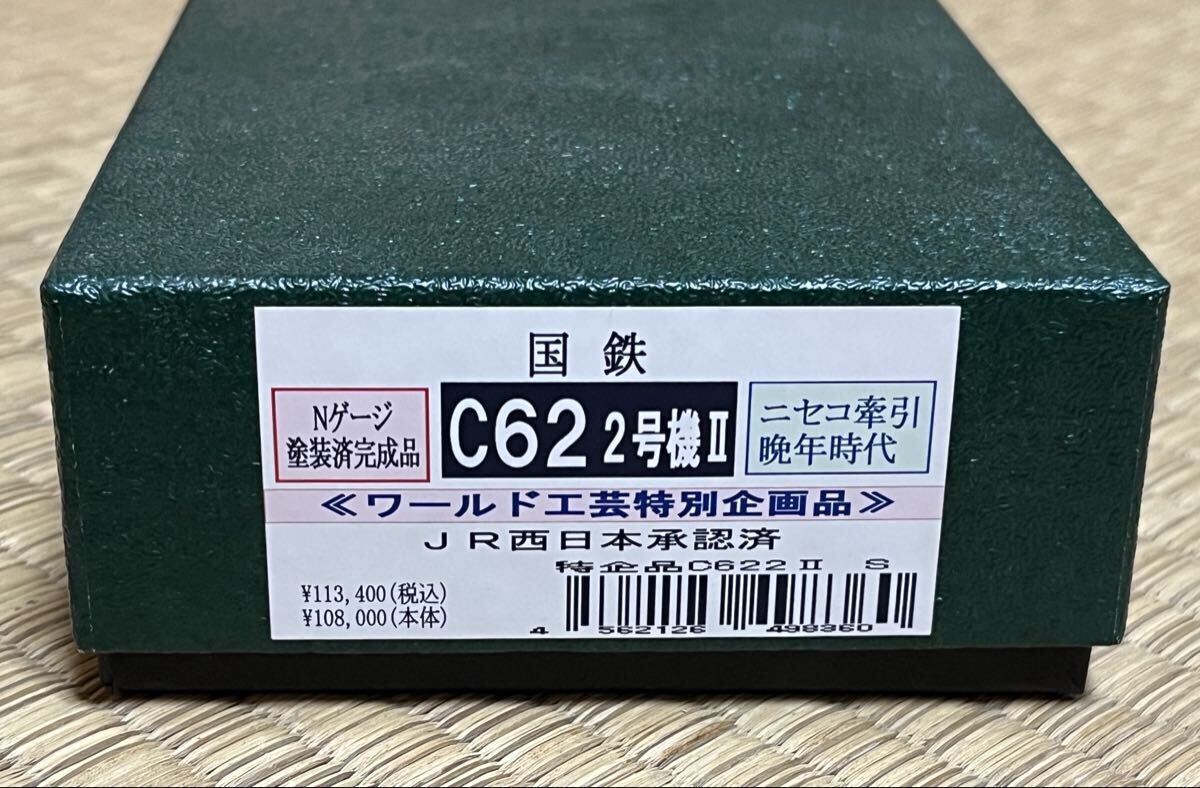 国鉄
Nゲージ
塗装済完成品
C62 2号機Ⅱ
ニセコ牽引
晩年時代
≪ワールド工芸特別企画品≫
JR西日本承認済
特企品C622Ⅱ S
¥113,400(税込)
¥108,000(本体)
4 562126 498360